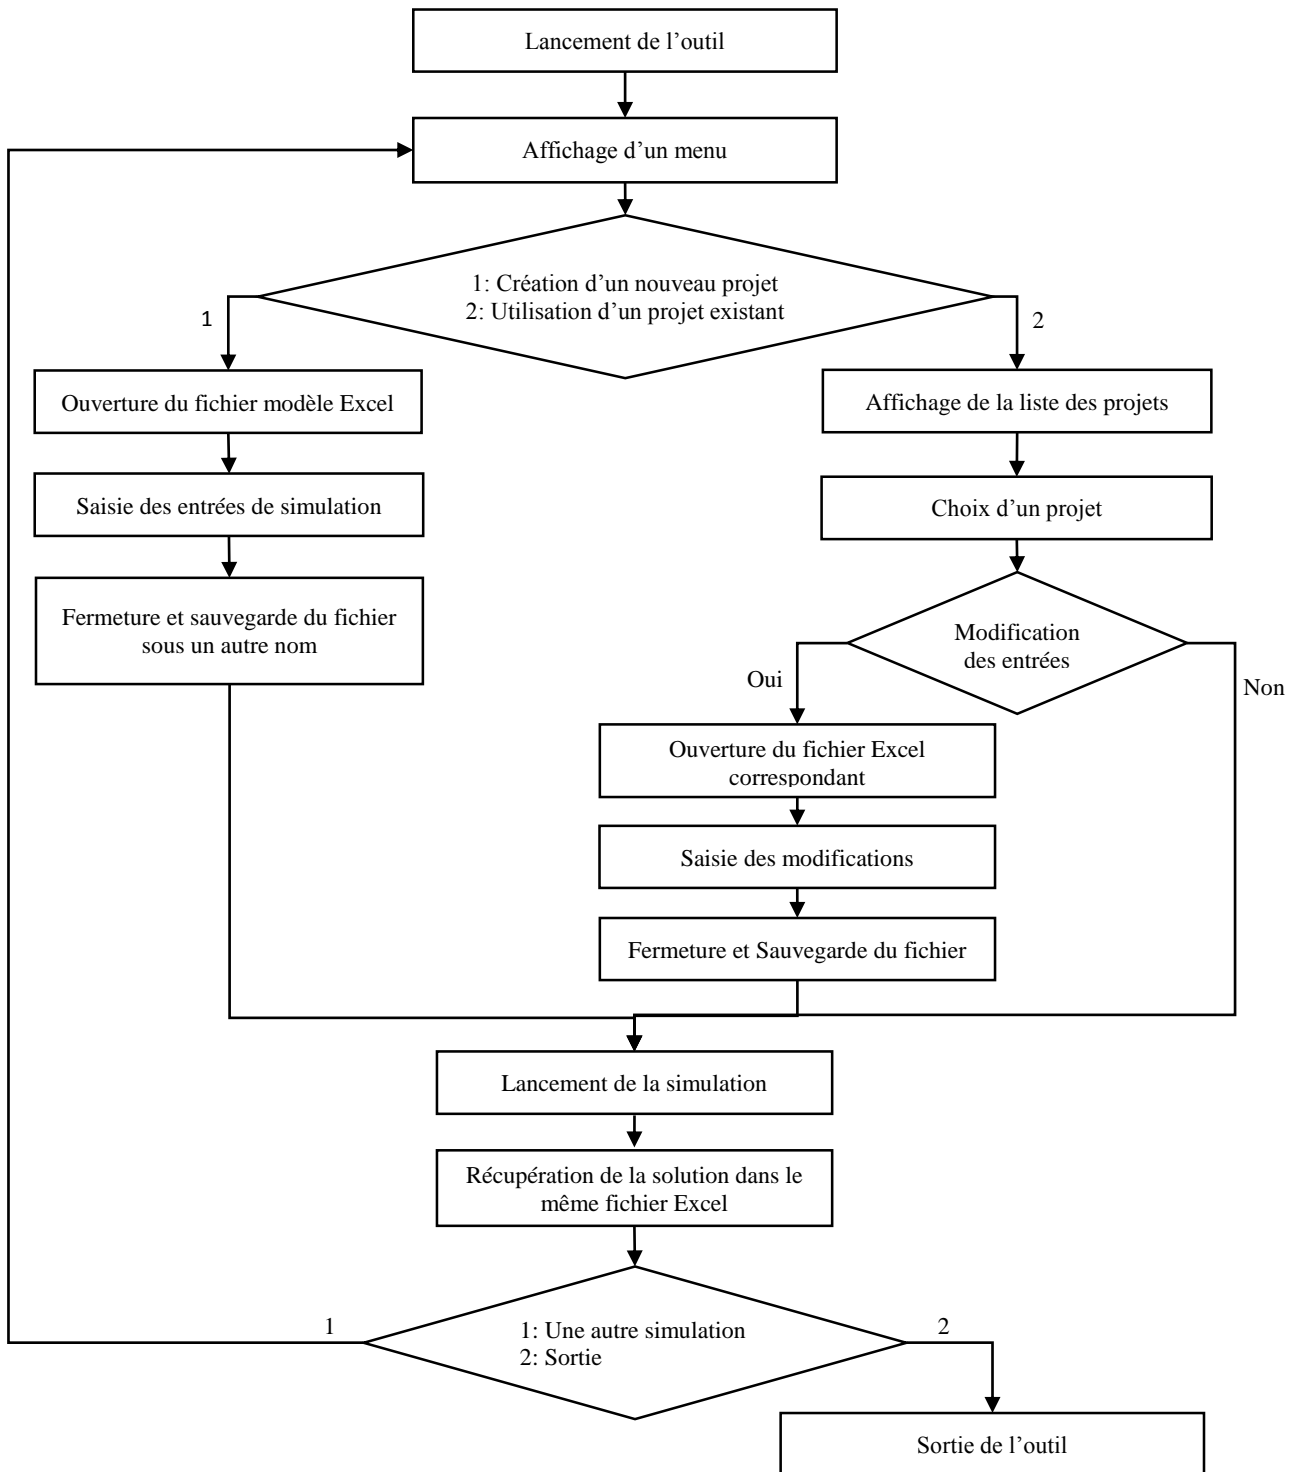 Lancement de l’outil
Affichage d’un menu
1: Création d’un nouveau projet
2: Utilisation d’un projet existant
1
2
Ouverture du fichier modèle Excel
Affichage de la liste des projets
Saisie des entrées de simulation
Choix d’un projet
Fermeture et sauvegarde du fichier
sous un autre nom
Modification
des entrées
Oui
Non
Ouverture du fichier Excel
correspondant
Saisie des modifications
Fermeture et Sauvegarde du fichier
Lancement de la simulation
Récupération de la solution dans le
même fichier Excel
1
1: Une autre simulation
2: Sortie
2
Sortie de l’outil